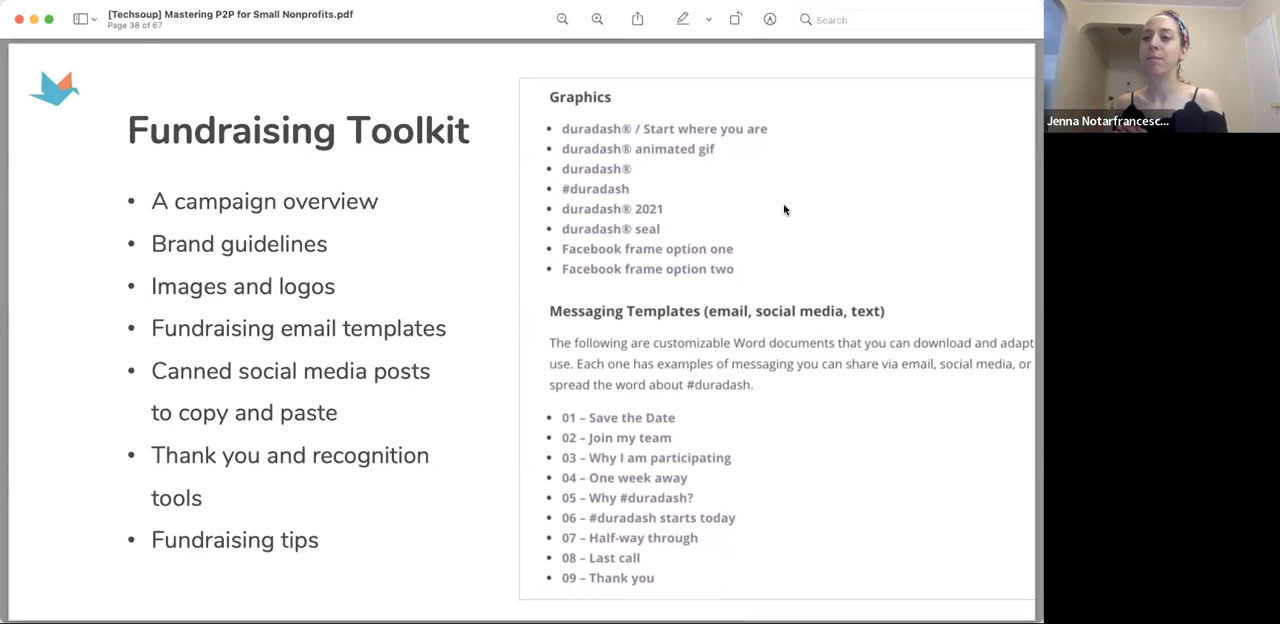 [Techsoup] Mastering P2P for Small Nonprofits.pdf
Page 38 of 67
Search
Jenna Notarfrancesc...
Fundraising Toolkit
• A campaign overview
• Brand guidelines
• Images and logos
• Fundraising email templates
• Canned social media posts
to copy and paste
• Thank you and recognition
tools
• Fundraising tips
Graphics
• duradash® / Start where you are
• duradash® animated gif
• duradash®
• #duradash
• duradash® 2021
• duradash® seal
• Facebook frame option one
• Facebook frame option two
Messaging Templates (email, social media, text)
The following are customizable Word documents that you can download and adapt
use. Each one has examples of messaging you can share via email, social media, or
spread the word about #duradash.
• 01 – Save the Date
• 02 – Join my team
• 03 – Why I am participating
• 04 – One week away
• 05 – Why #duradash?
• 06 – #duradash starts today
• 07 – Half-way through
• 08 – Last call
• 09 – Thank you